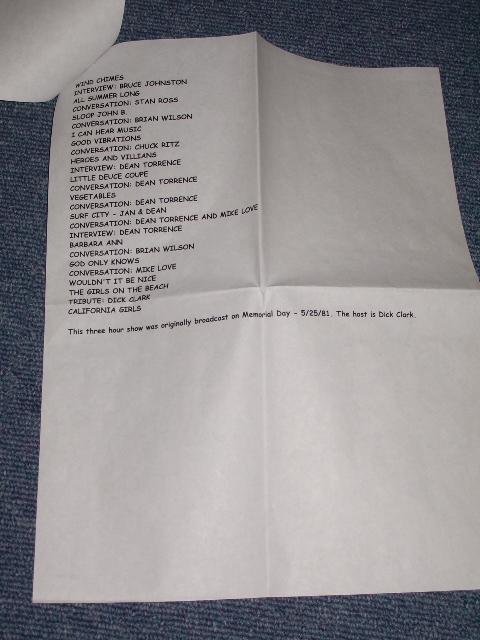 WIND CHIMES
INTERVIEW: BRUCE JOHNSTON
ALL SUMMER LONG
CONVERSATION: STAN ROSS
SLOOP JOHN B.
CONVERSATION: BRIAN WILSON
I CAN HEAR MUSIC
GOOD VIBRATIONS
CONVERSATION: CHUCK RITZ
HEROES AND VILLIANS
INTERVIEW: DEAN TORRENCE
LITTLE DEUCE COUPE
CONVERSATION: DEAN TORRENCE
VEGETABLES
CONVERSATION: DEAN TORRENCE
SURF CITY - JAN & DEAN
CONVERSATION: DEAN TORRENCE AND MIKE LOVE
INTERVIEW: DEAN TORRENCE
BARBARA ANN
CONVERSATION: BRIAN WILSON
GOD ONLY KNOWS
CONVERSATION: MIKE LOVE
WOULDN'T IT BE NICE
THE GIRLS ON THE BEACH
TRIBUTE: DICK CLARK
CALIFORNIA GIRLS
This three hour show was originally broadcast on Memorial Day - 5/25/81. The host is Dick Clark.